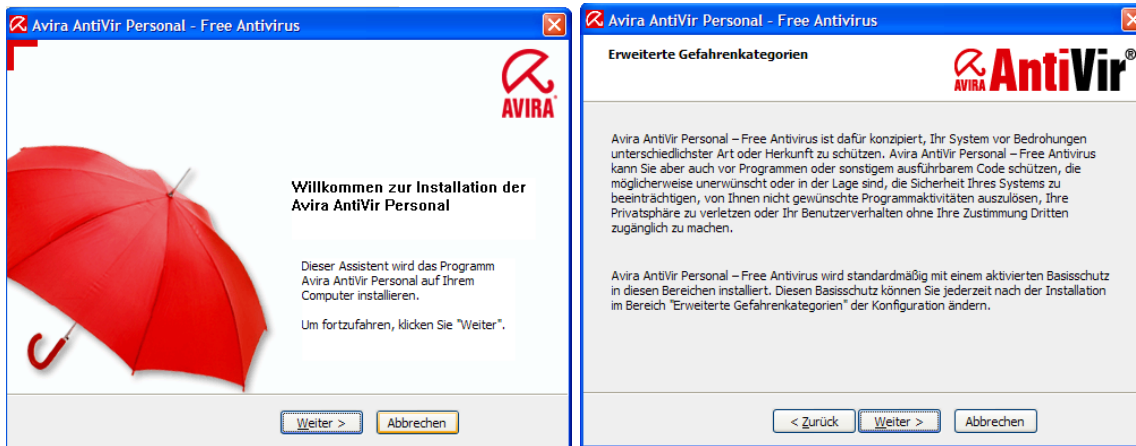 Avira AntiVir Personal - Free Antivirus
AVIRA
Willkommen zur Installation der
Avira AntiVir Personal
Dieser Assistent wird das Programm
Avira AntiVir Personal auf Ihrem
Computer installieren.
Um fortzufahren, klicken Sie "Weiter".
Weiter >
Abbrechen
Avira AntiVir Personal - Free Antivirus
Erweiterte Gefahrenkategorien
AVIRA AntiVir®
Avira AntiVir Personal – Free Antivirus ist dafür konzipiert, Ihr System vor Bedrohungen
unterschiedlichster Art oder Herkunft zu schützen. Avira AntiVir Personal – Free Antivirus
kann Sie aber auch vor Programmen oder sonstigem ausführbarem Code schützen, die
möglicherweise unerwünscht oder in der Lage sind, die Sicherheit Ihres Systems zu
beeinträchtigen, von Ihnen nicht gewünschte Programmaktivitäten auszulösen, Ihre
Privatsphäre zu verletzen oder Ihr Benutzerverhalten ohne Ihre Zustimmung Dritten
zugänglich zu machen.
Avira AntiVir Personal – Free Antivirus wird standardmäßig mit einem aktivierten Basisschutz
in diesen Bereichen installiert. Diesen Basisschutz können Sie jederzeit nach der Installation
im Bereich "Erweiterte Gefahrenkategorien" der Konfiguration ändern.
< Zurück
Weiter >
Abbrechen